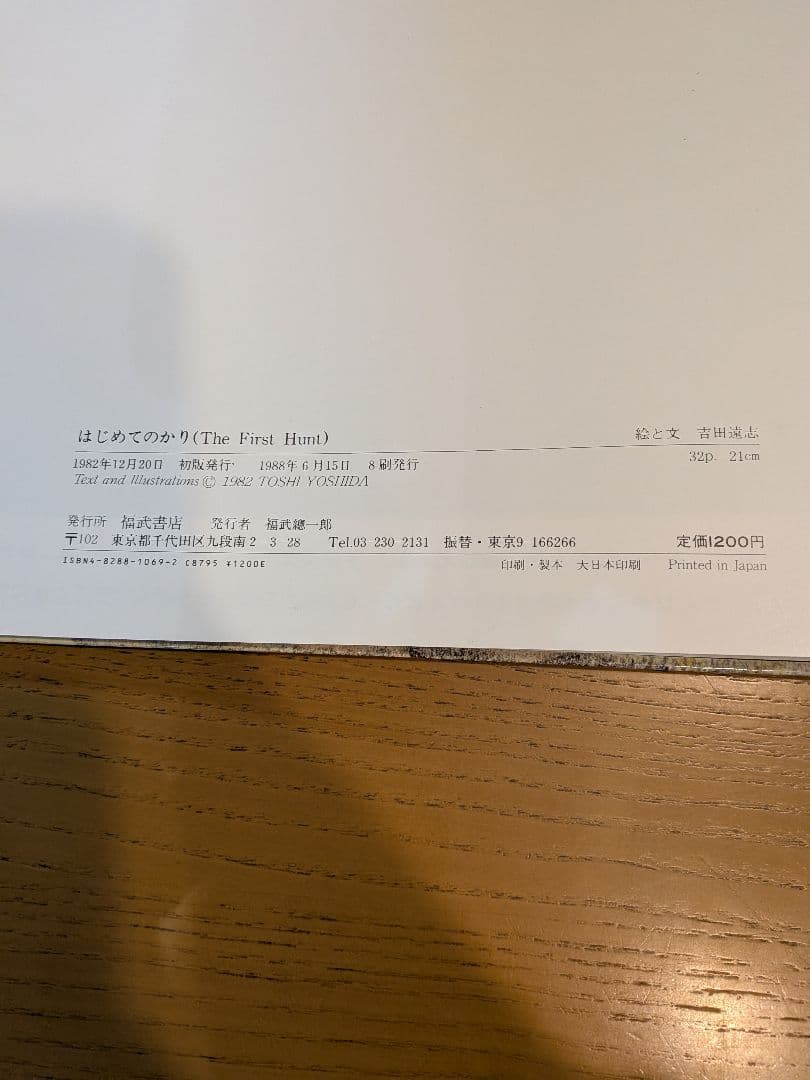 はじめてのかり(The First Hunt) 絵と文 吉田遠志
1982年12月20日 初版発行・ 1988年6月15日 8刷発行 32p. 21cm
Text and Illustrations © 1982 TOSHI YOSHIDA
発行所 福武書店 発行者 福武總一郎
〒102 東京都千代田区九段南2-3-28 Tel.03-230-2131 振替・東京9-166266 定価1200円
ISBN4-8288-1069-2 C8795 ¥1200E 印刷・製本 大日本印刷 Printed in Japan